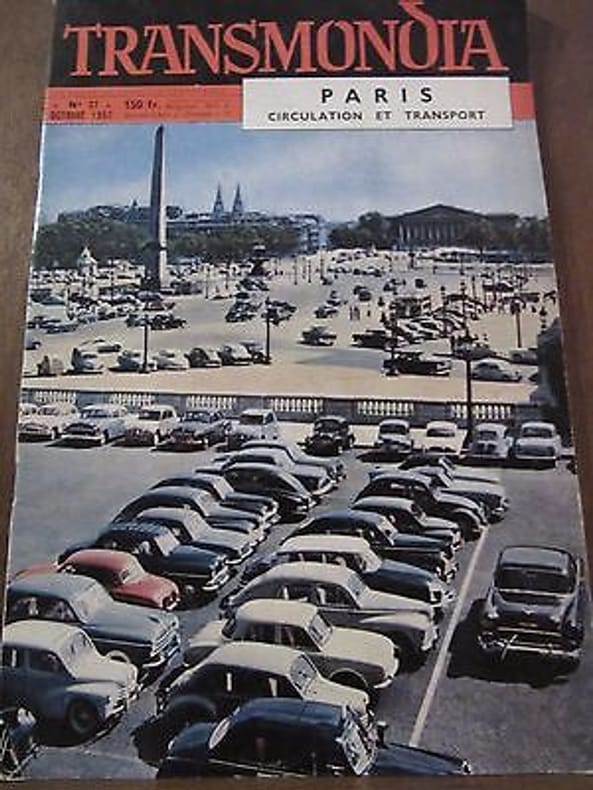 TRANSMONDIA
N° 37 150 Fr.
OCTOBRE 1957
PARIS
CIRCULATION ET TRANSPORT